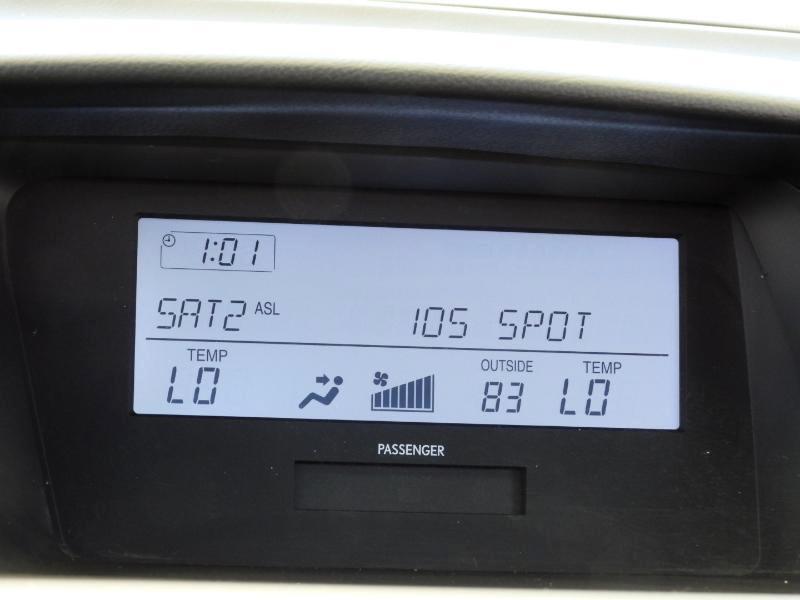 1:01
SAT2 ASL 105 SPOT
TEMP OUTSIDE TEMP
LO 83 LO
PASSENGER